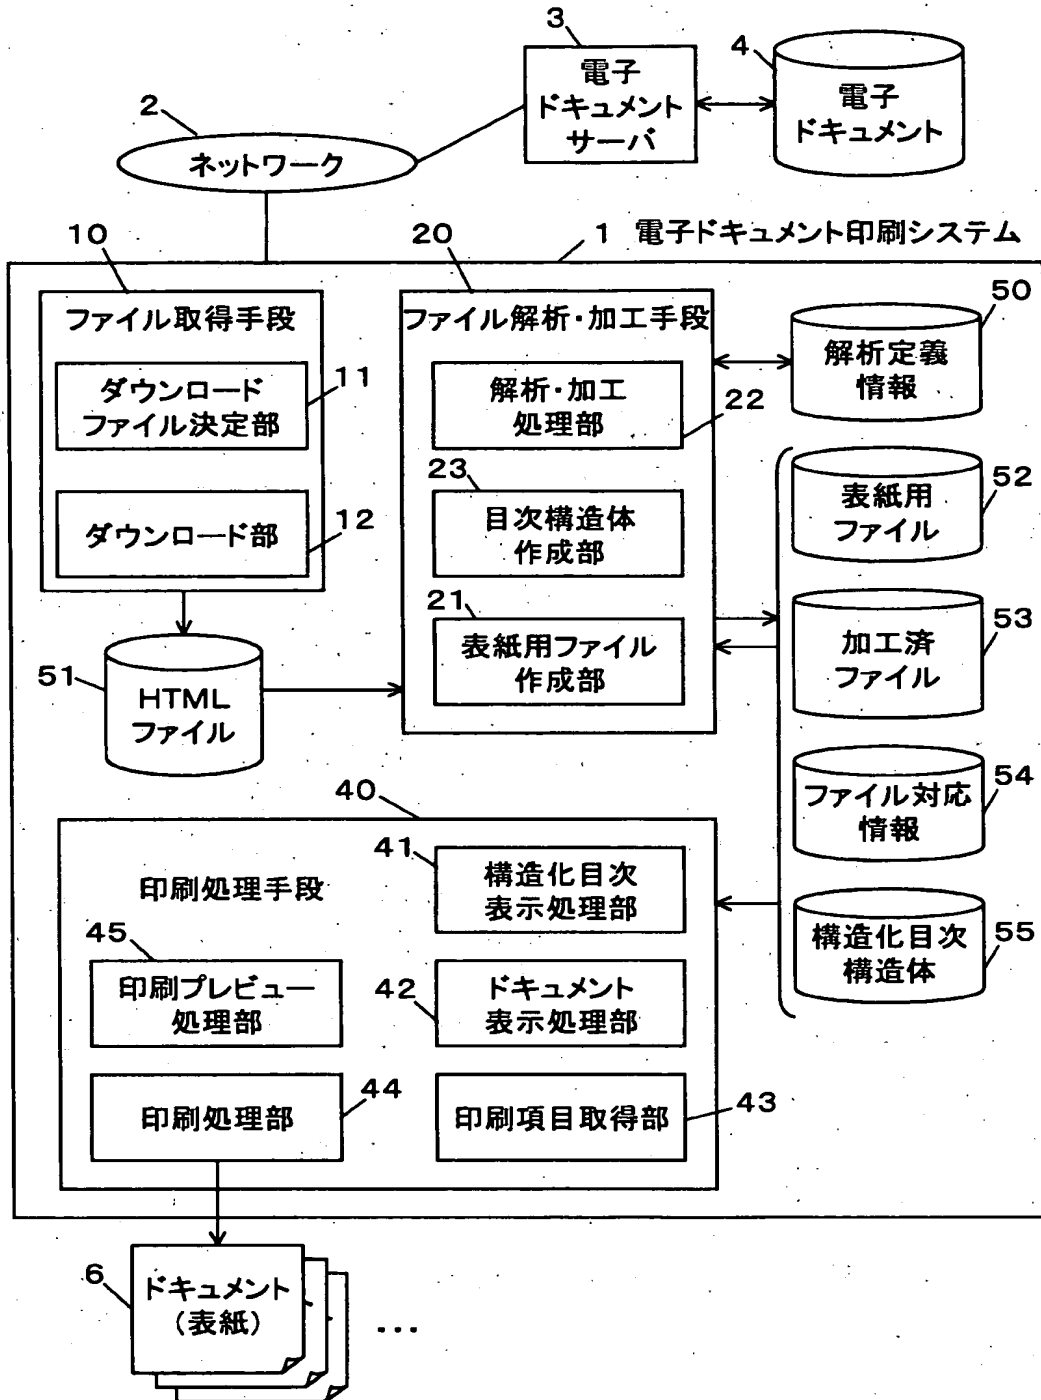 3
電子
ドキュメント
サーバ
4
電子
ドキュメント
2
ネットワーク
1 電子ドキュメント印刷システム
10
ファイル取得手段
ダウンロード
ファイル決定部
11
ダウンロード部
12
51
HTML
ファイル
20
ファイル解析・加工手段
解析・加工
処理部
22
23
目次構造体
作成部
21
表紙用ファイル
作成部
50
解析定義
情報
52
表紙用
ファイル
53
加工済
ファイル
54
ファイル対応
情報
55
構造化目次
構造体
40
印刷処理手段
41
構造化目次
表示処理部
45
印刷プレビュー
処理部
42
ドキュメント
表示処理部
印刷処理部
44
印刷項目取得部
43
6
ドキュメント
(表紙)
...